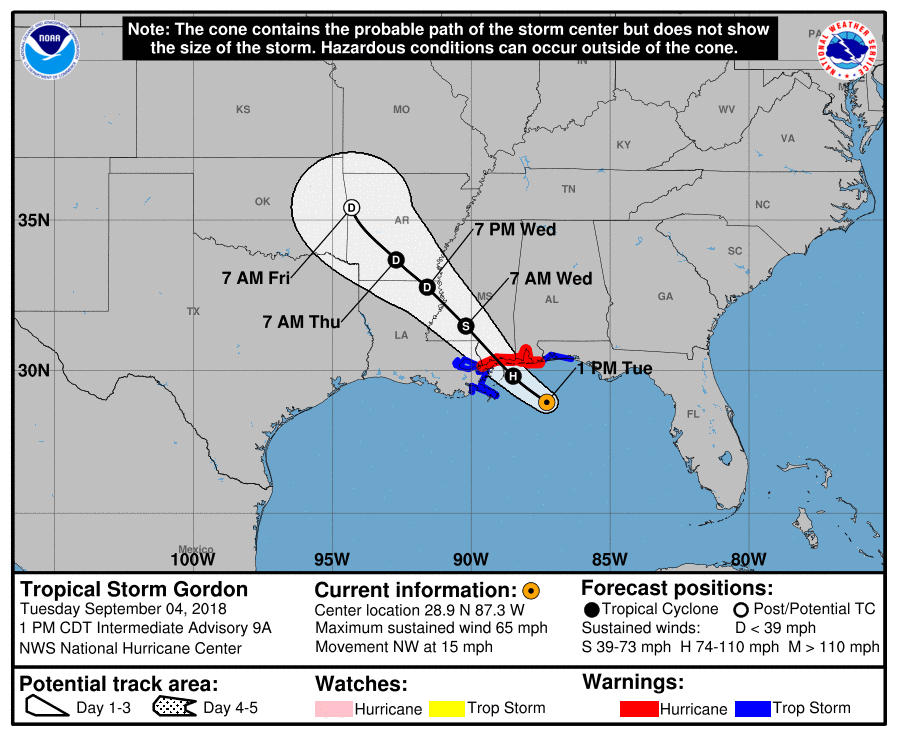 Note: The cone contains the probable path of the storm center but does not show
the size of the storm. Hazardous conditions can occur outside of the cone.
NOAA
NATIONAL WEATHER SERVICE
PA
IN
KS
MO
WV
VA
KY
TN
NC
OK
AR
SC
35N
7 PM Wed
7 AM Fri
7 AM Wed
D
D
D
S
H
MS
AL
GA
TX
7 AM Thu
LA
30N
1 PM Tue
FL
Mexico
100W
95W
90W
85W
80W
Tropical Storm Gordon
Tuesday September 04, 2018
1 PM CDT Intermediate Advisory 9A
NWS National Hurricane Center
Current information:
Center location 28.9 N 87.3 W
Maximum sustained wind 65 mph
Movement NW at 15 mph
Forecast positions:
Tropical Cyclone Post/Potential TC
Sustained winds: D < 39 mph
S 39-73 mph H 74-110 mph M > 110 mph
Potential track area:
Day 1-3 Day 4-5
Watches:
Hurricane Trop Storm
Warnings:
Hurricane Trop Storm